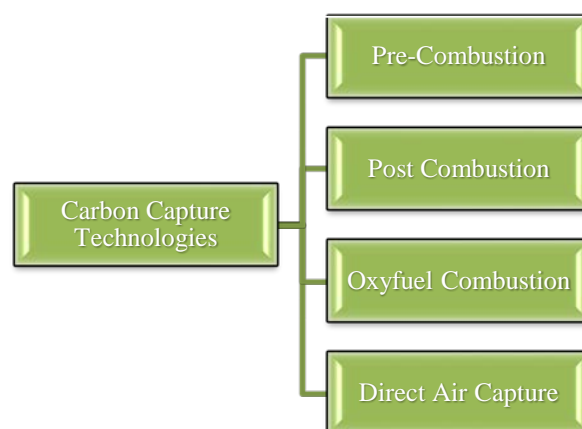 Pre-Combustion
Post Combustion
Carbon Capture
Technologies
Oxyfuel Combustion
Direct Air Capture